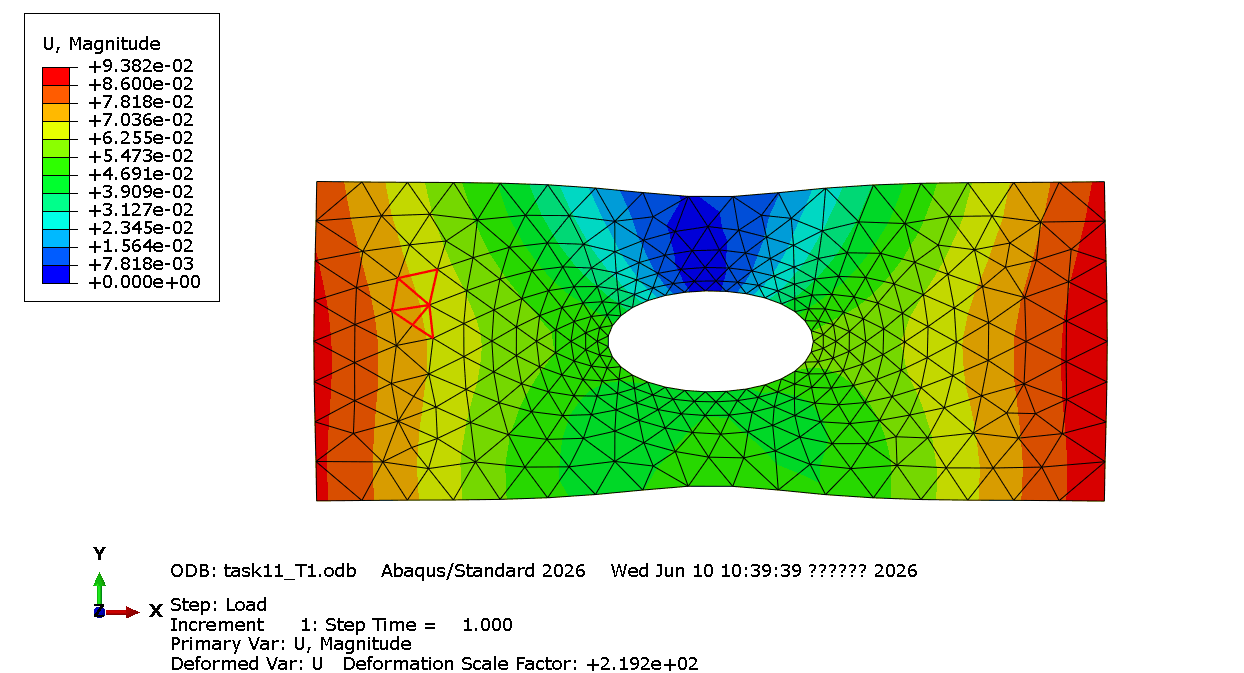 U, Magnitude
+9.382e-02
+8.600e-02
+7.818e-02
+7.036e-02
+6.255e-02
+5.473e-02
+4.691e-02
+3.909e-02
+3.127e-02
+2.345e-02
+1.564e-02
+7.818e-03
+0.000e+00
Y
Z
X
ODB: task11_T1.odb Abaqus/Standard 2026 Wed Jun 10 10:39:39 ?????? 2026
Step: Load
Increment 1: Step Time = 1.000
Primary Var: U, Magnitude
Deformed Var: U Deformation Scale Factor: +2.192e+02